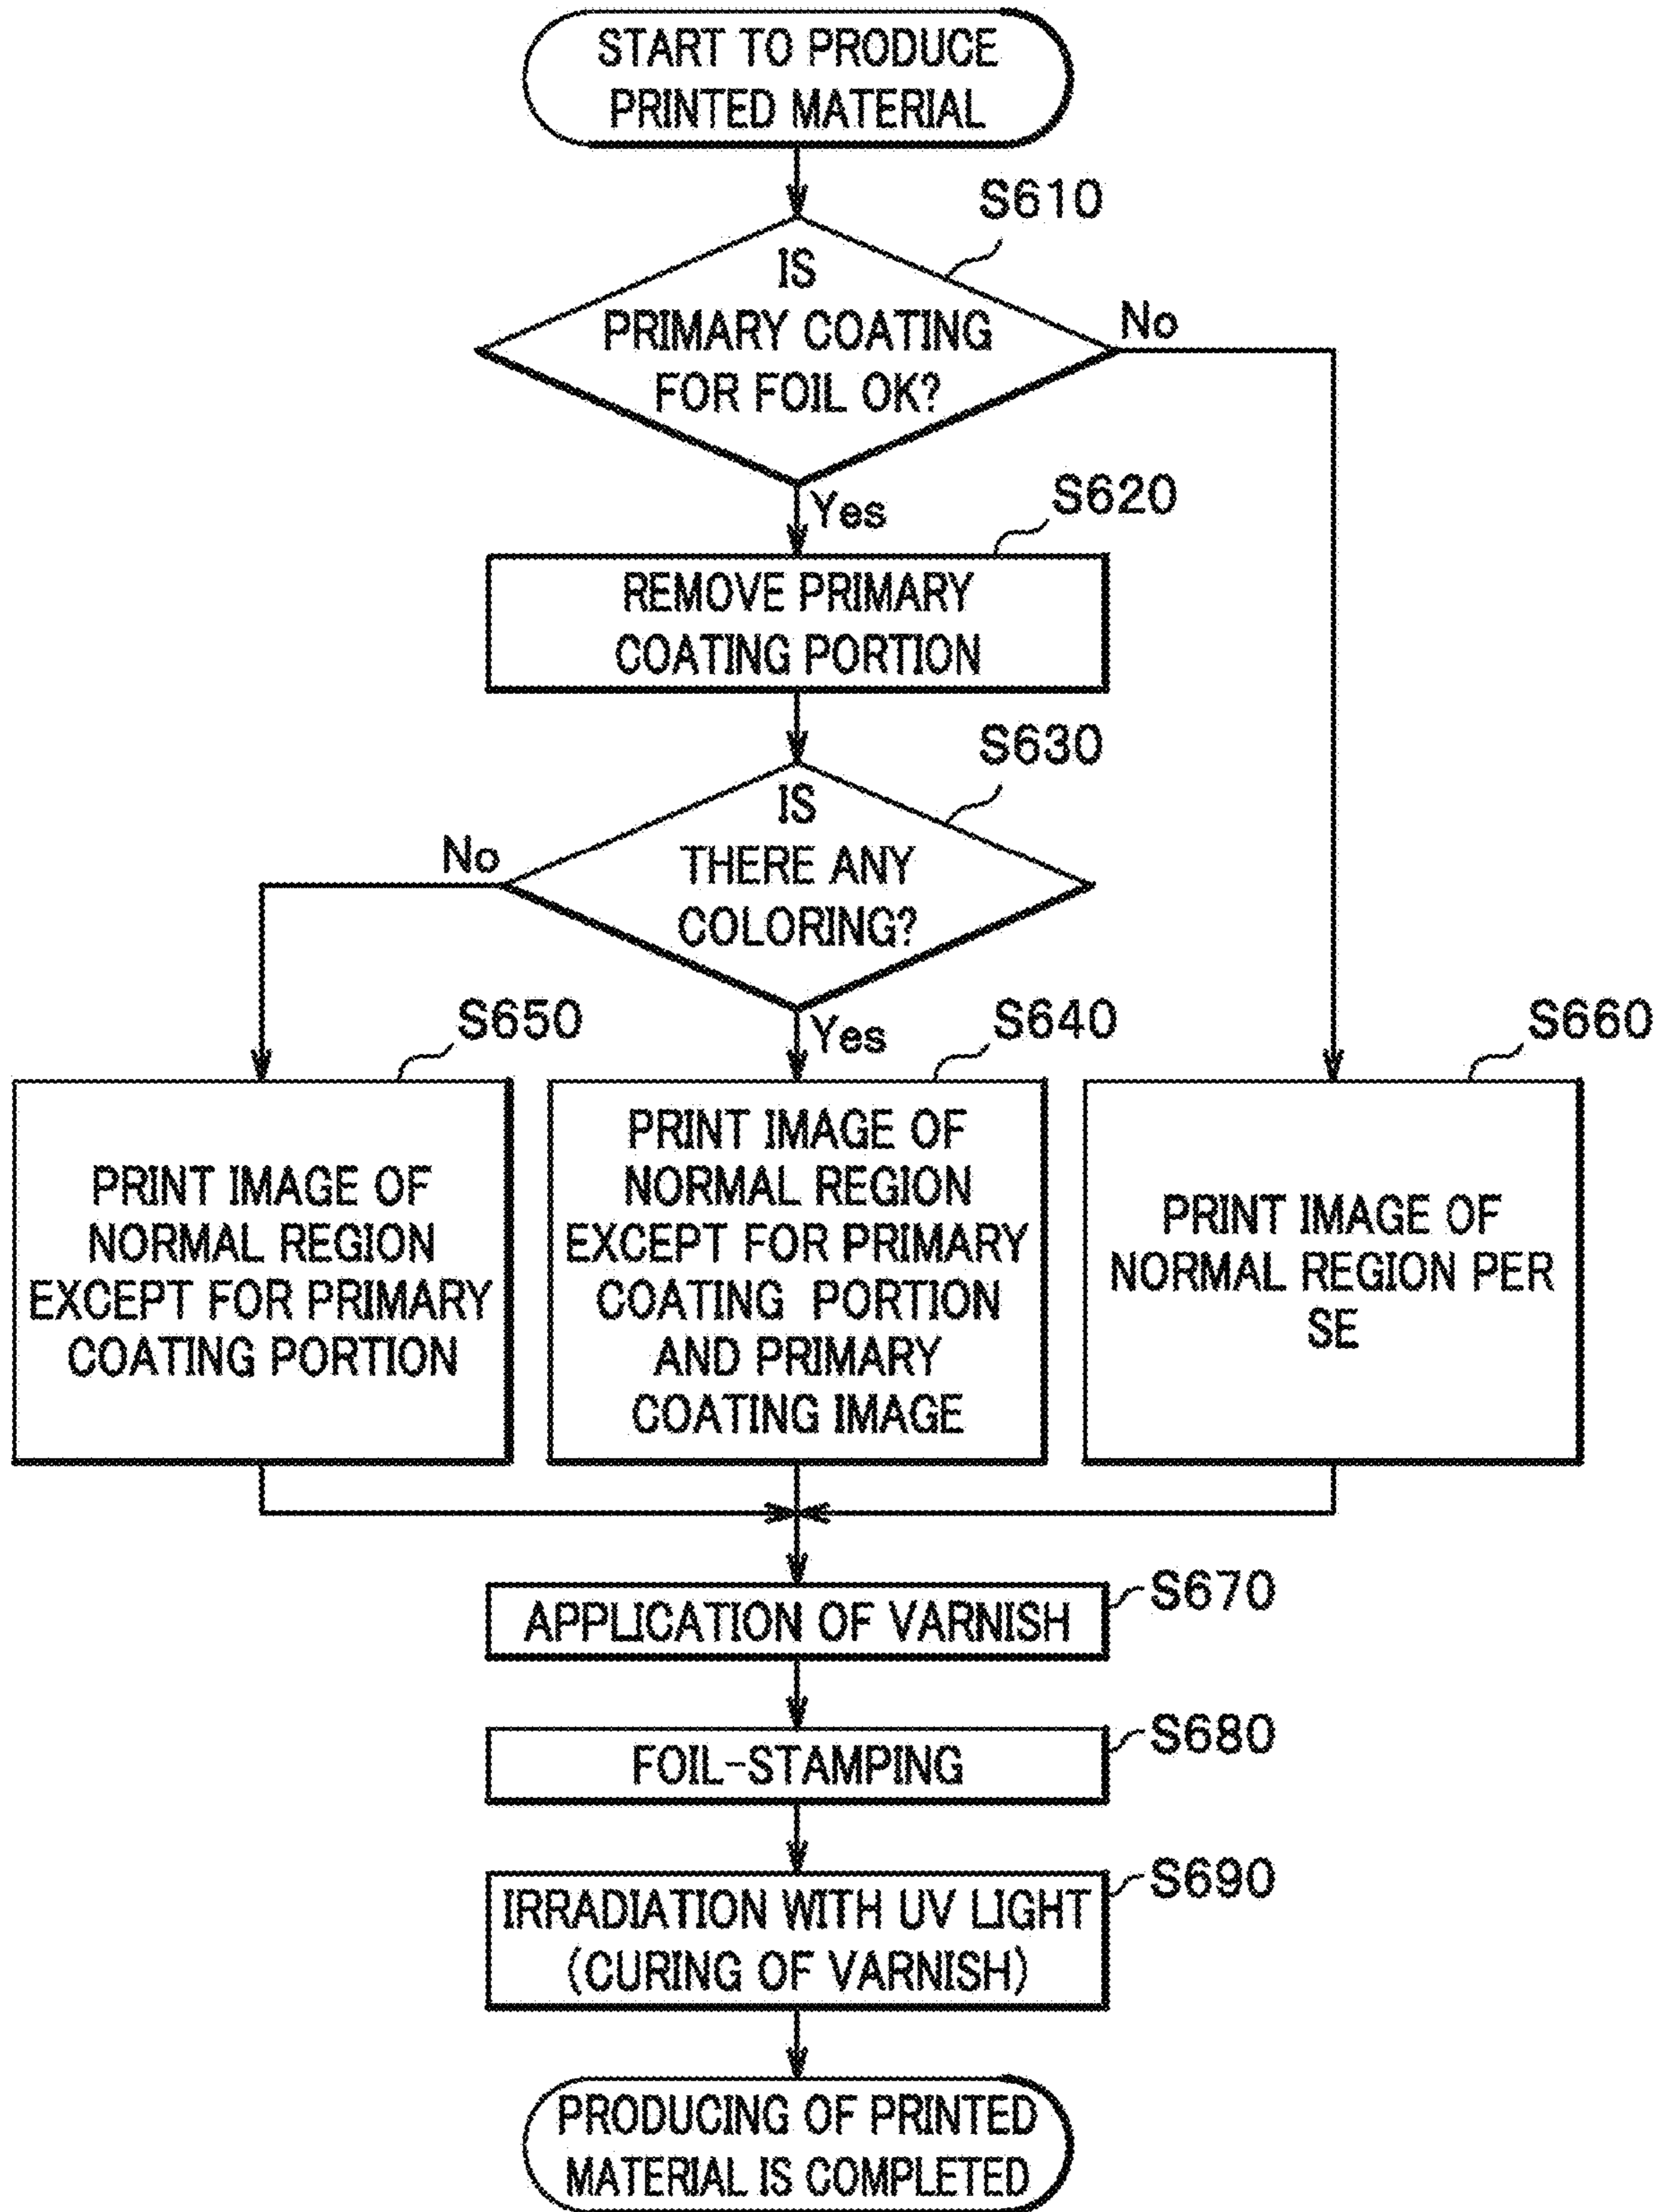 START TO PRODUCE
PRINTED MATERIAL
S610
IS
PRIMARY COATING
FOR FOIL OK?
No
Yes
S620
REMOVE PRIMARY
COATING PORTION
S630
IS
THERE ANY
COLORING?
No
Yes
S650
PRINT IMAGE OF
NORMAL REGION
EXCEPT FOR PRIMARY
COATING PORTION
S640
PRINT IMAGE OF
NORMAL REGION
EXCEPT FOR PRIMARY
COATING PORTION
AND PRIMARY
COATING IMAGE
S660
PRINT IMAGE OF
NORMAL REGION PER
SE
S670
APPLICATION OF VARNISH
S680
FOIL-STAMPING
S690
IRRADIATION WITH UV LIGHT
(CURING OF VARNISH)
PRODUCING OF PRINTED
MATERIAL IS COMPLETED